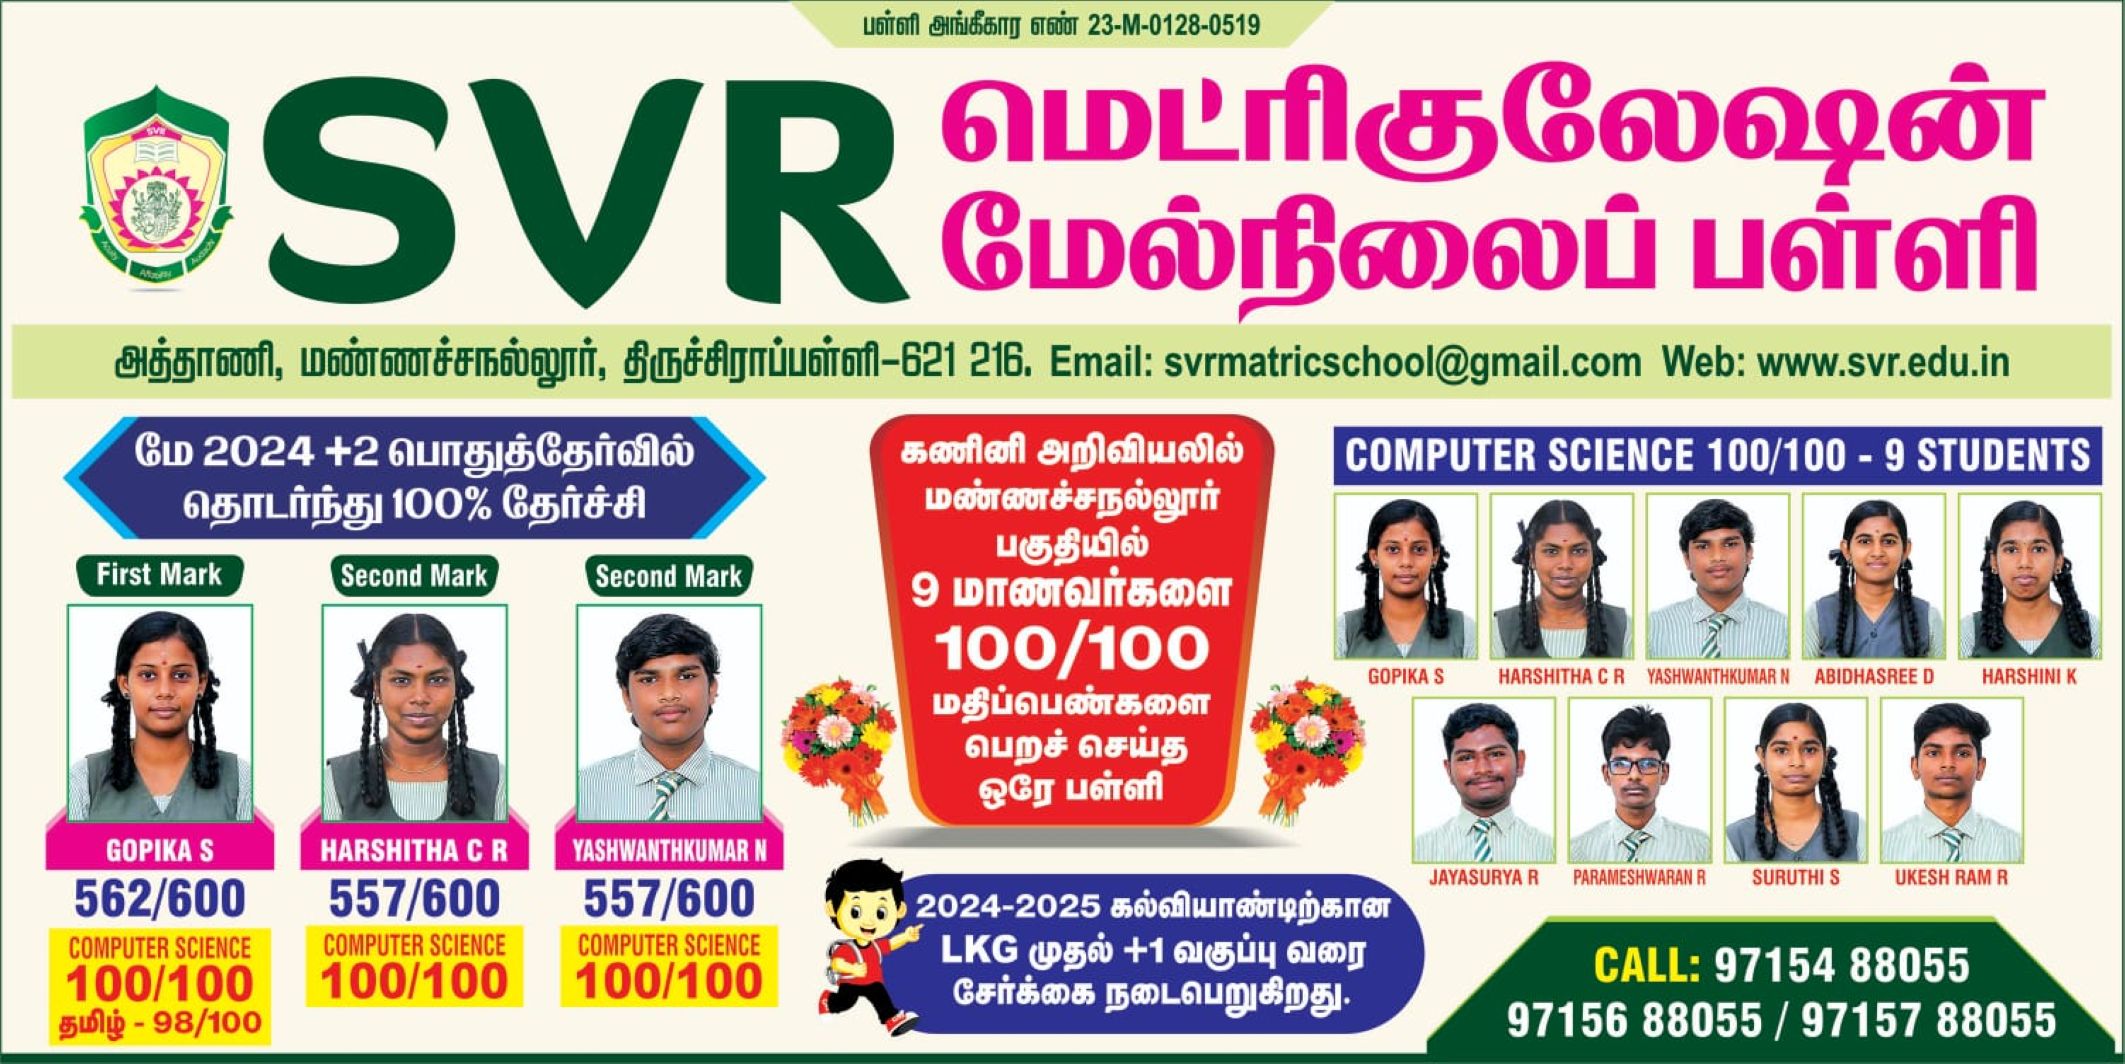 பள்ளி அங்கீகார எண் 23-M-0128-0519
SVR
SVR
மெட்ரிகுலேஷன்
மேல்நிலைப் பள்ளி
Acuity Affability Audacity
அத்தாணி, மண்ணச்சநல்லூர், திருச்சிராப்பள்ளி-621 216. Email: svrmatricschool@gmail.com Web: www.svr.edu.in
மே 2024 +2 பொதுத்தேர்வில்
தொடர்ந்து 100% தேர்ச்சி
First Mark
GOPIKA S
562/600
COMPUTER SCIENCE
100/100
தமிழ் - 98/100
Second Mark
HARSHITHA C R
557/600
COMPUTER SCIENCE
100/100
Second Mark
YASHWANTHKUMAR N
557/600
COMPUTER SCIENCE
100/100
கணினி அறிவியலில்
மண்ணச்சநல்லூர்
பகுதியில்
9 மாணவர்களை
100/100
மதிப்பெண்களை
பெறச் செய்த
ஒரே பள்ளி
2024-2025 கல்வியாண்டிற்கான
LKG முதல் +1 வகுப்பு வரை
சேர்க்கை நடைபெறுகிறது.
COMPUTER SCIENCE 100/100 - 9 STUDENTS
GOPIKA S HARSHITHA C R YASHWANTHKUMAR N ABIDHASREE D HARSHINI K
JAYASURYA R PARAMESHWARAN R SURUTHI S UKESH RAM R
CALL: 97154 88055
97156 88055 / 97157 88055